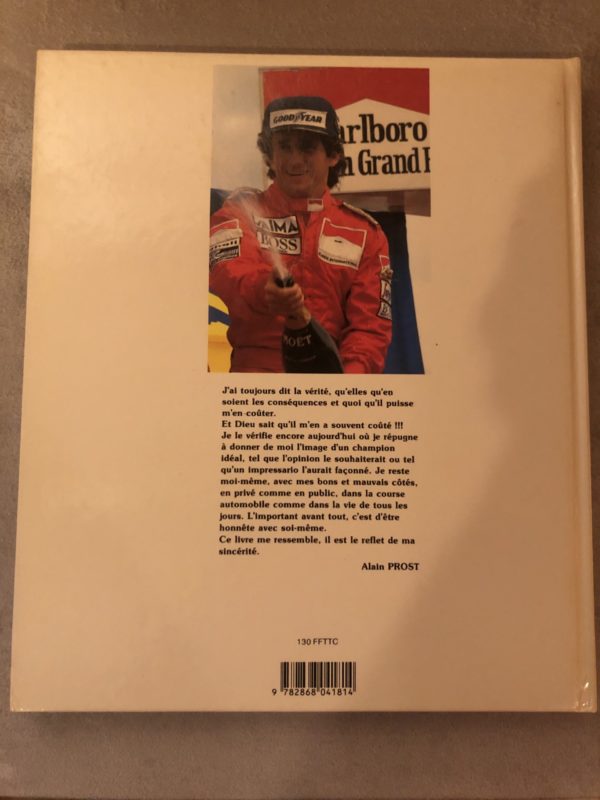 GOOD YEAR
arlboro
n Grand P
BOSS
MOET
J'ai toujours dit la vérité, qu'elles qu'en
soient les conséquences et quoi qu'il puisse
m'en-coûter.
Et Dieu sait qu'il m'en a souvent coûté !!!
Je le vérifie encore aujourd'hui où je répugne
à donner de moi l'image d'un champion
idéal, tel que l'opinion le souhaiterait ou tel
qu'un impressario l'aurait façonné. Je reste
moi-même, avec mes bons et mauvais côtés,
en privé comme en public, dans la course
automobile comme dans la vie de tous les
jours. L'important avant tout, c'est d'être
honnête avec soi-même.
Ce livre me ressemble, il est le reflet de ma
sincérité.
Alain PROST
130 FFTTC
9 782868 041814